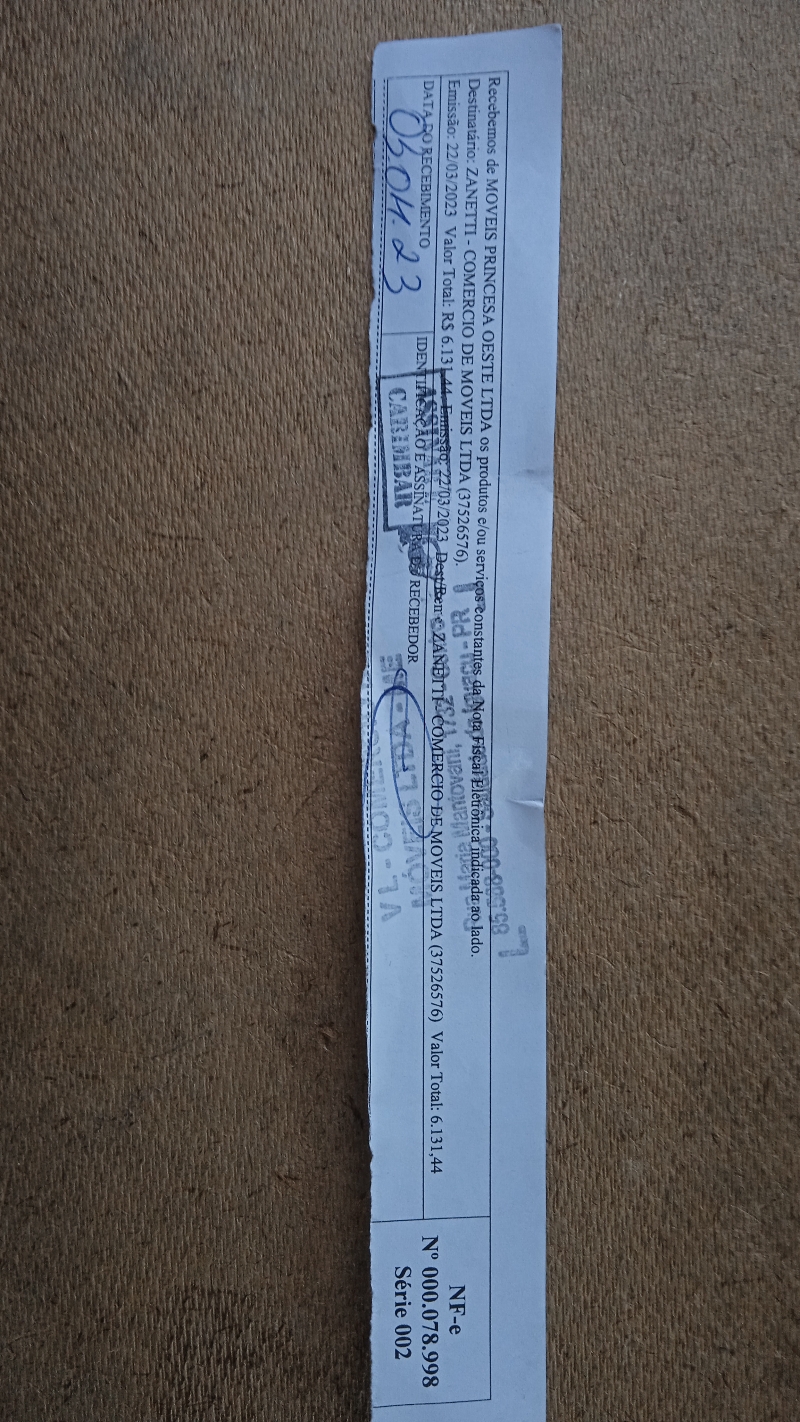 Recebemos de MOVEIS PRINCESA OESTE LTDA os produtos e/ou serviços constantes da Nota Fiscal Eletrônica indicada ao lado.
Destinatário: ZANETTI - COMERCIO DE MOVEIS LTDA (37526576).
Emissão: 22/03/2023 Valor Total: R$ 6.131,44 Emissão: 22/03/2023 Dest/Rem: ZANETTI - COMERCIO DE MOVEIS LTDA (37526576) Valor Total: 6.131,44
DATA DO RECEBIMENTO
03.04.23
IDENTIFICAÇÃO E ASSINATURA DO RECEBEDOR
CARIMBAR
NF-e
Nº 000.078.998
Série 002